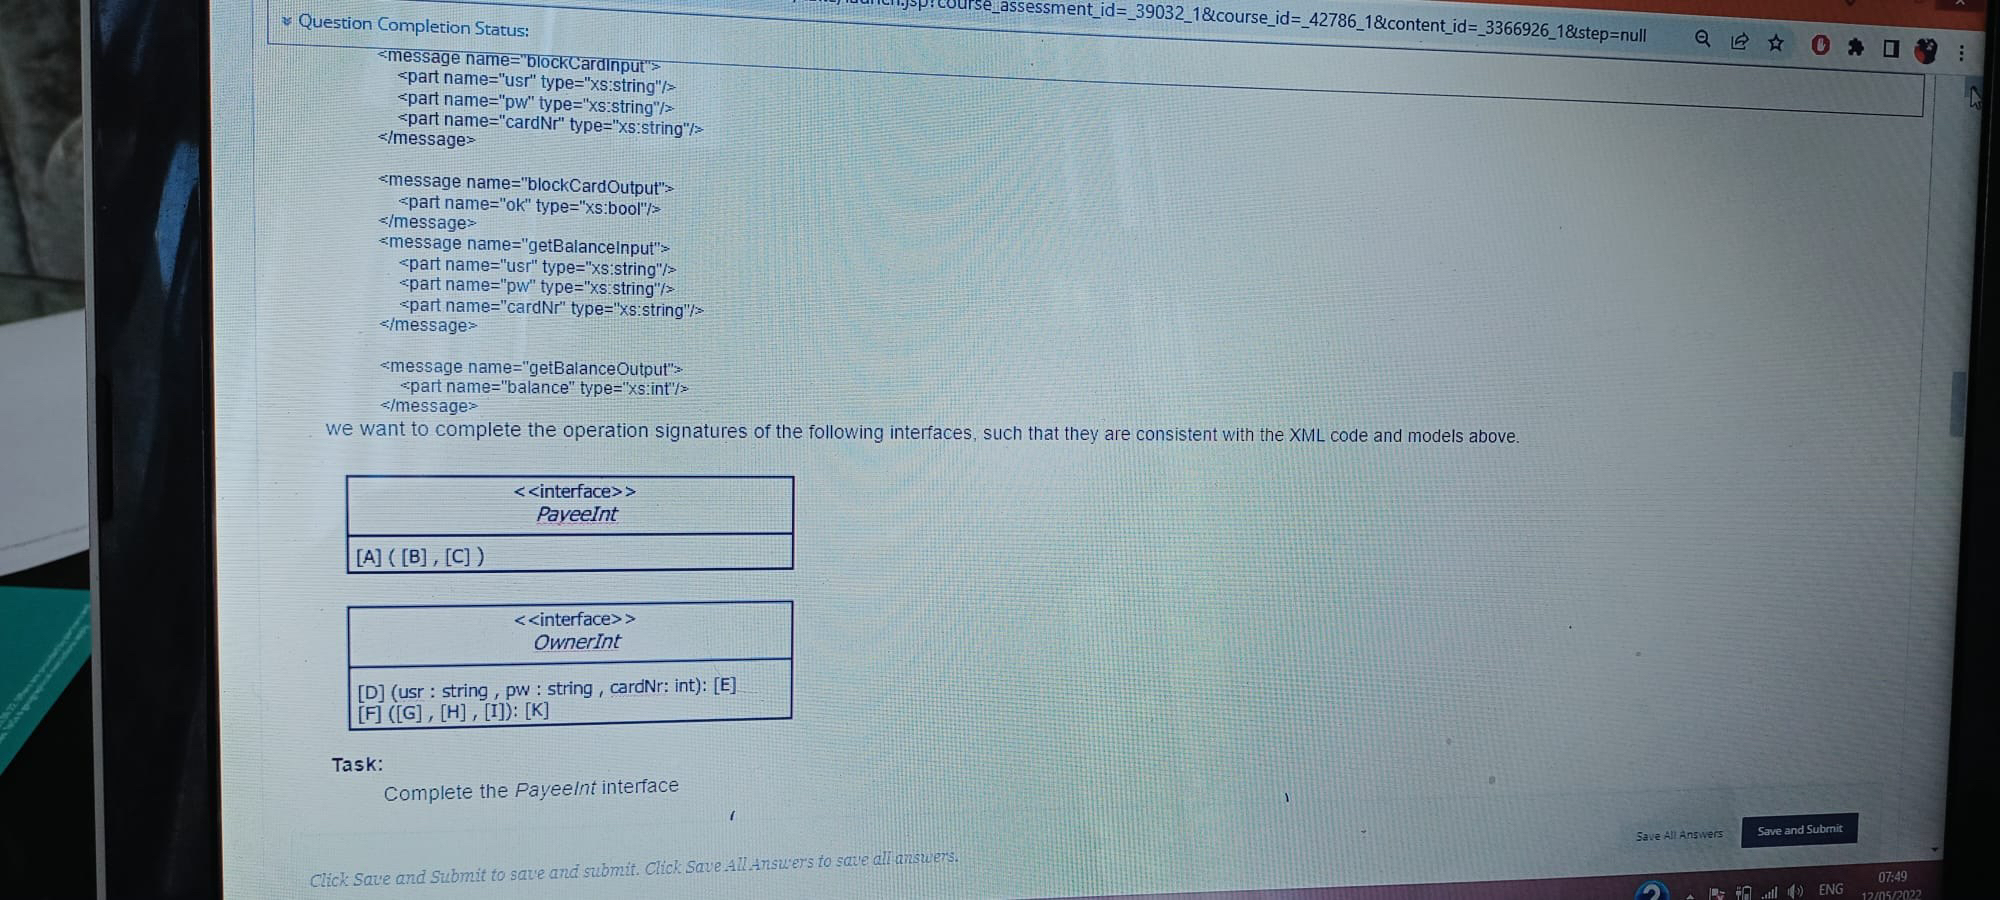 launch.jsp?course_assessment_id=_39032_1&course_id=_42786_1&content_id=_3366926_1&step=null
Question Completion Status:
<message name="blockCardInput">
<part name="usr" type="xs:string"/>
<part name="pw" type="xs:string"/>
<part name="cardNr" type="xs:string"/>
</message>
<message name="blockCardOutput">
<part name="ok" type="xs:bool"/>
</message>
<message name="getBalanceInput">
<part name="usr" type="xs:string"/>
<part name="pw" type="xs:string"/>
<part name="cardNr" type="xs:string"/>
</message>
<message name="getBalanceOutput">
<part name="balance" type="xs:int"/>
</message>
we want to complete the operation signatures of the following interfaces, such that they are consistent with the XML code and models above.
<<interface>>
PayeeInt
[A] ( [B] , [C] )
<<interface>>
OwnerInt
[D] (usr : string , pw : string , cardNr: int): [E]
[F] ([G] , [H] , [I]): [K]
Task:
Complete the PayeeInt interface
Save All Answers
Save and Submit
Click Save and Submit to save and submit. Click Save All Answers to save all answers.
ENG
07:49
12/05/2022